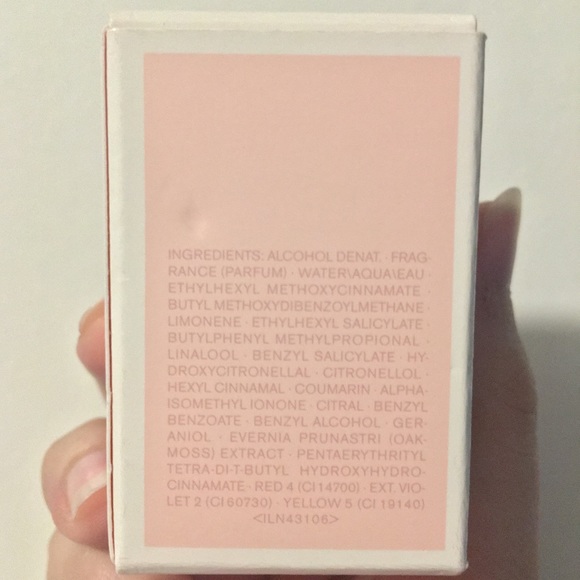 INGREDIENTS: ALCOHOL DENAT. · FRAG-
RANCE (PARFUM) · WATER\AQUA\EAU ·
ETHYLHEXYL METHOXYCINNAMATE ·
BUTYL METHOXYDIBENZOYLMETHANE ·
LIMONENE · ETHYLHEXYL SALICYLATE ·
BUTYLPHENYL METHYLPROPIONAL ·
LINALOOL · BENZYL SALICYLATE · HY-
DROXYCITRONELLAL · CITRONELLOL ·
HEXYL CINNAMAL · COUMARIN · ALPHA-
ISOMETHYL IONONE · CITRAL · BENZYL
BENZOATE · BENZYL ALCOHOL · GER-
ANIOL · EVERNIA PRUNASTRI (OAK-
MOSS) EXTRACT · PENTAERYTHRITYL
TETRA-DI-T-BUTYL HYDROXYHYDRO-
CINNAMATE · RED 4 (CI 14700) · EXT. VIO-
LET 2 (CI 60730) · YELLOW 5 (CI 19140)
<ILN43106>